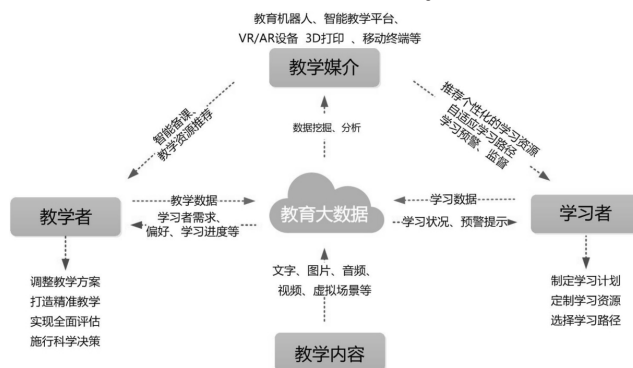 教育机器人、智能教学平台、
VR/AR设备 3D打印 、移动终端等
教学媒介
智能备课、
教学资源推荐
推荐个性化的学习资源
自适应学习路径
学习预警、监督
数据挖掘、分析
教学数据
学习数据
教学者
教育大数据
学习者
学习者需求、
偏好、学习进度等
学习状况、预警提示
调整教学方案
打造精准教学
实现全面评估
施行科学决策
文字、图片、音频、
视频、虚拟场景等
制定学习计划
定制学习资源
选择学习路径
教学内容